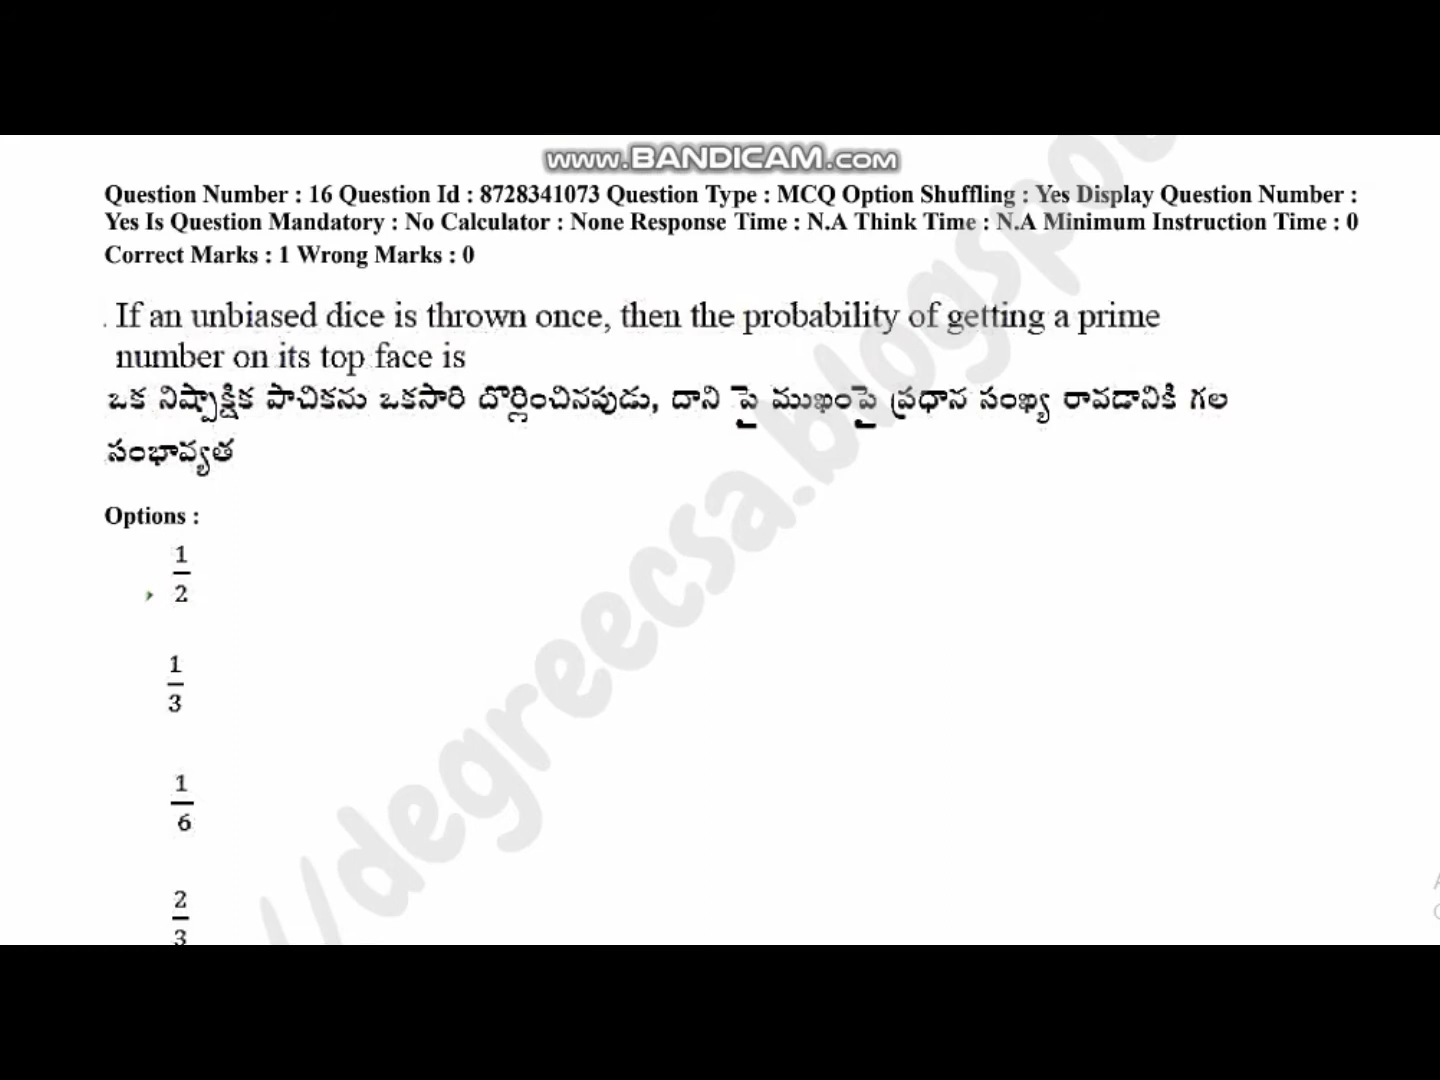 www.BANDICAM.com
Question Number : 16 Question Id : 8728341073 Question Type : MCQ Option Shuffling : Yes Display Question Number :
Yes Is Question Mandatory : No Calculator : None Response Time : N.A Think Time : N.A Minimum Instruction Time : 0
Correct Marks : 1 Wrong Marks : 0
. If an unbiased dice is thrown once, then the probability of getting a prime
number on its top face is
ఒక నిష్పాక్షిక పాచికను ఒకసారి దొర్లించినపుడు, దాని పై ముఖంపై ప్రధాన సంఖ్య రావడానికి గల
సంభావ్యత
Options :
1
2
1
3
1
6
2
3
//degreecsa.blogspo